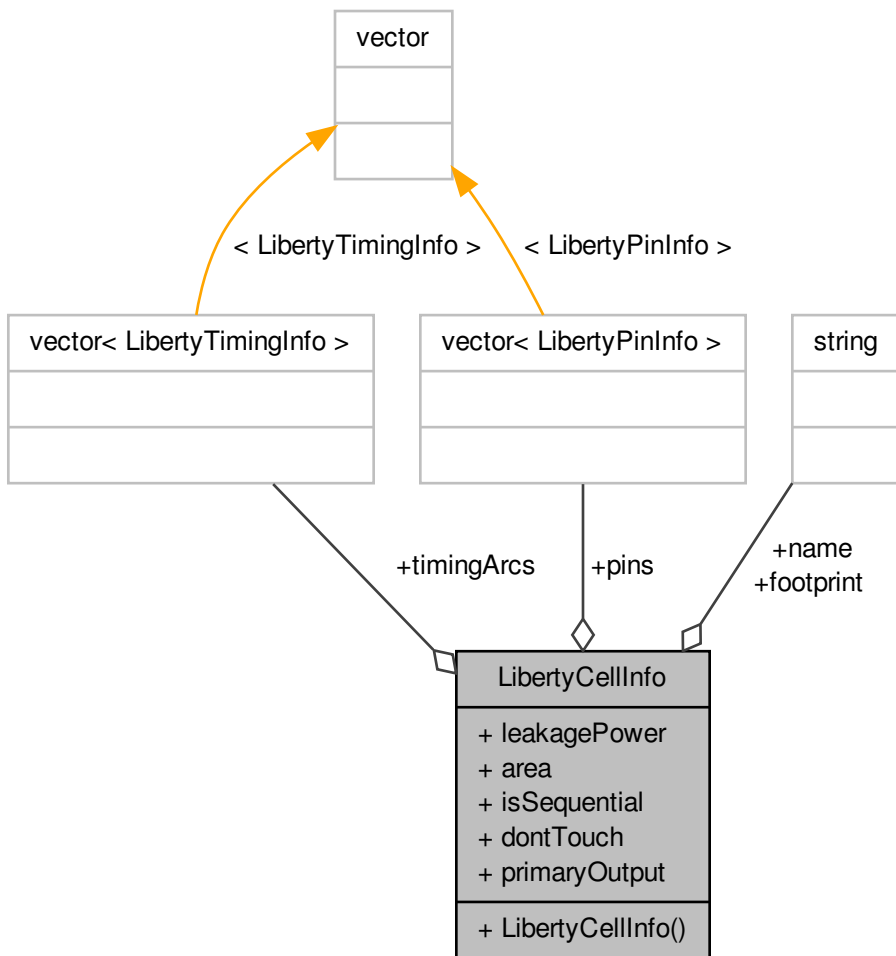 vector
< LibertyTimingInfo >
< LibertyPinInfo >
vector< LibertyTimingInfo >
vector< LibertyPinInfo >
string
+timingArcs
+pins
+name
+footprint
LibertyCellInfo
+ leakagePower
+ area
+ isSequential
+ dontTouch
+ primaryOutput
+ LibertyCellInfo()